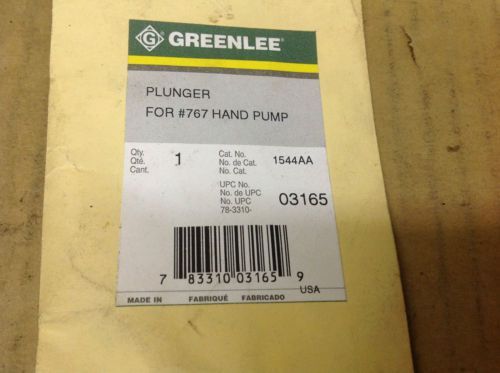 G GREENLEE®
PLUNGER
FOR #767 HAND PUMP
Qty.
Qté.
Cant.
1
Cat. No.
No. de Cat.
No. Cat.
1544AA
UPC No.
No. de UPC
No. UPC
78-3310-
03165
7 83310 03165 9
MADE IN FABRIQUÉ FABRICADO USA